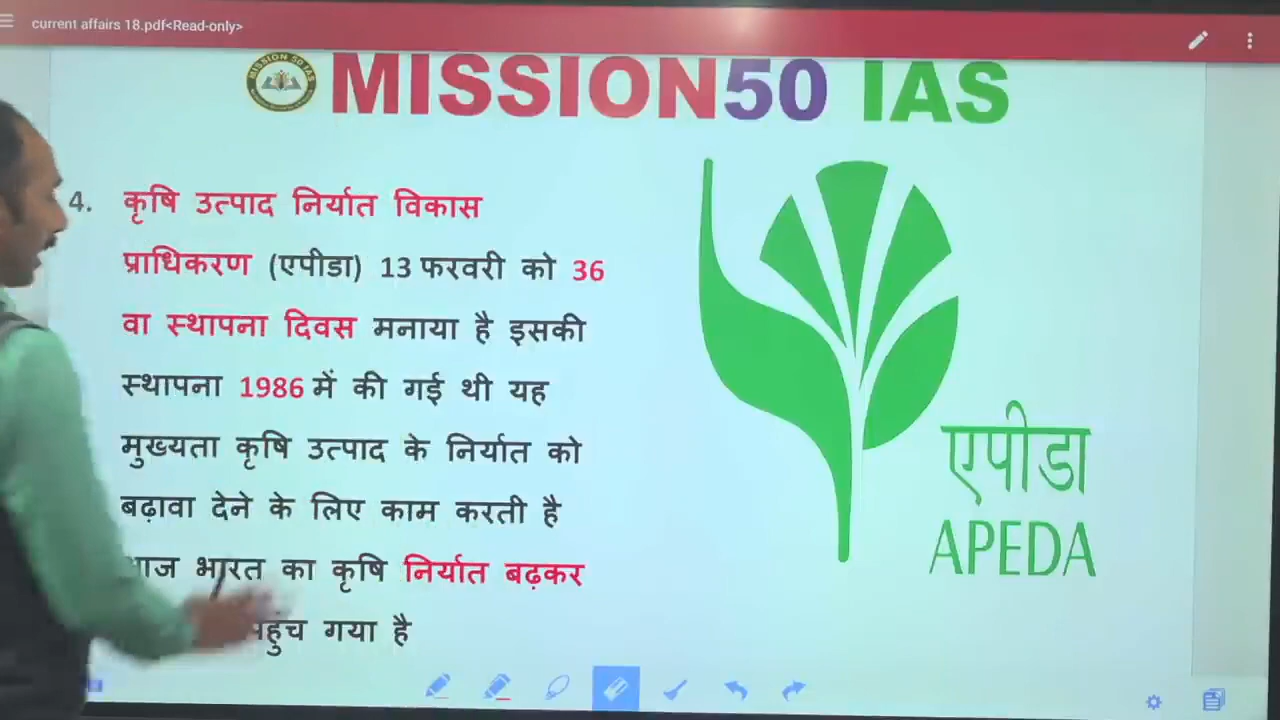 current affairs 18.pdf<Read-only>
MISSION50 IAS
4. कृषि उत्पाद निर्यात विकास
प्राधिकरण (एपीडा) 13 फरवरी को 36
वा स्थापना दिवस मनाया है इसकी
स्थापना 1986 में की गई थी यह
मुख्यता कृषि उत्पाद के निर्यात को
बढ़ावा देने के लिए काम करती है
भारत का कृषि निर्यात बढ़कर
गया है
एपीडा
APEDA